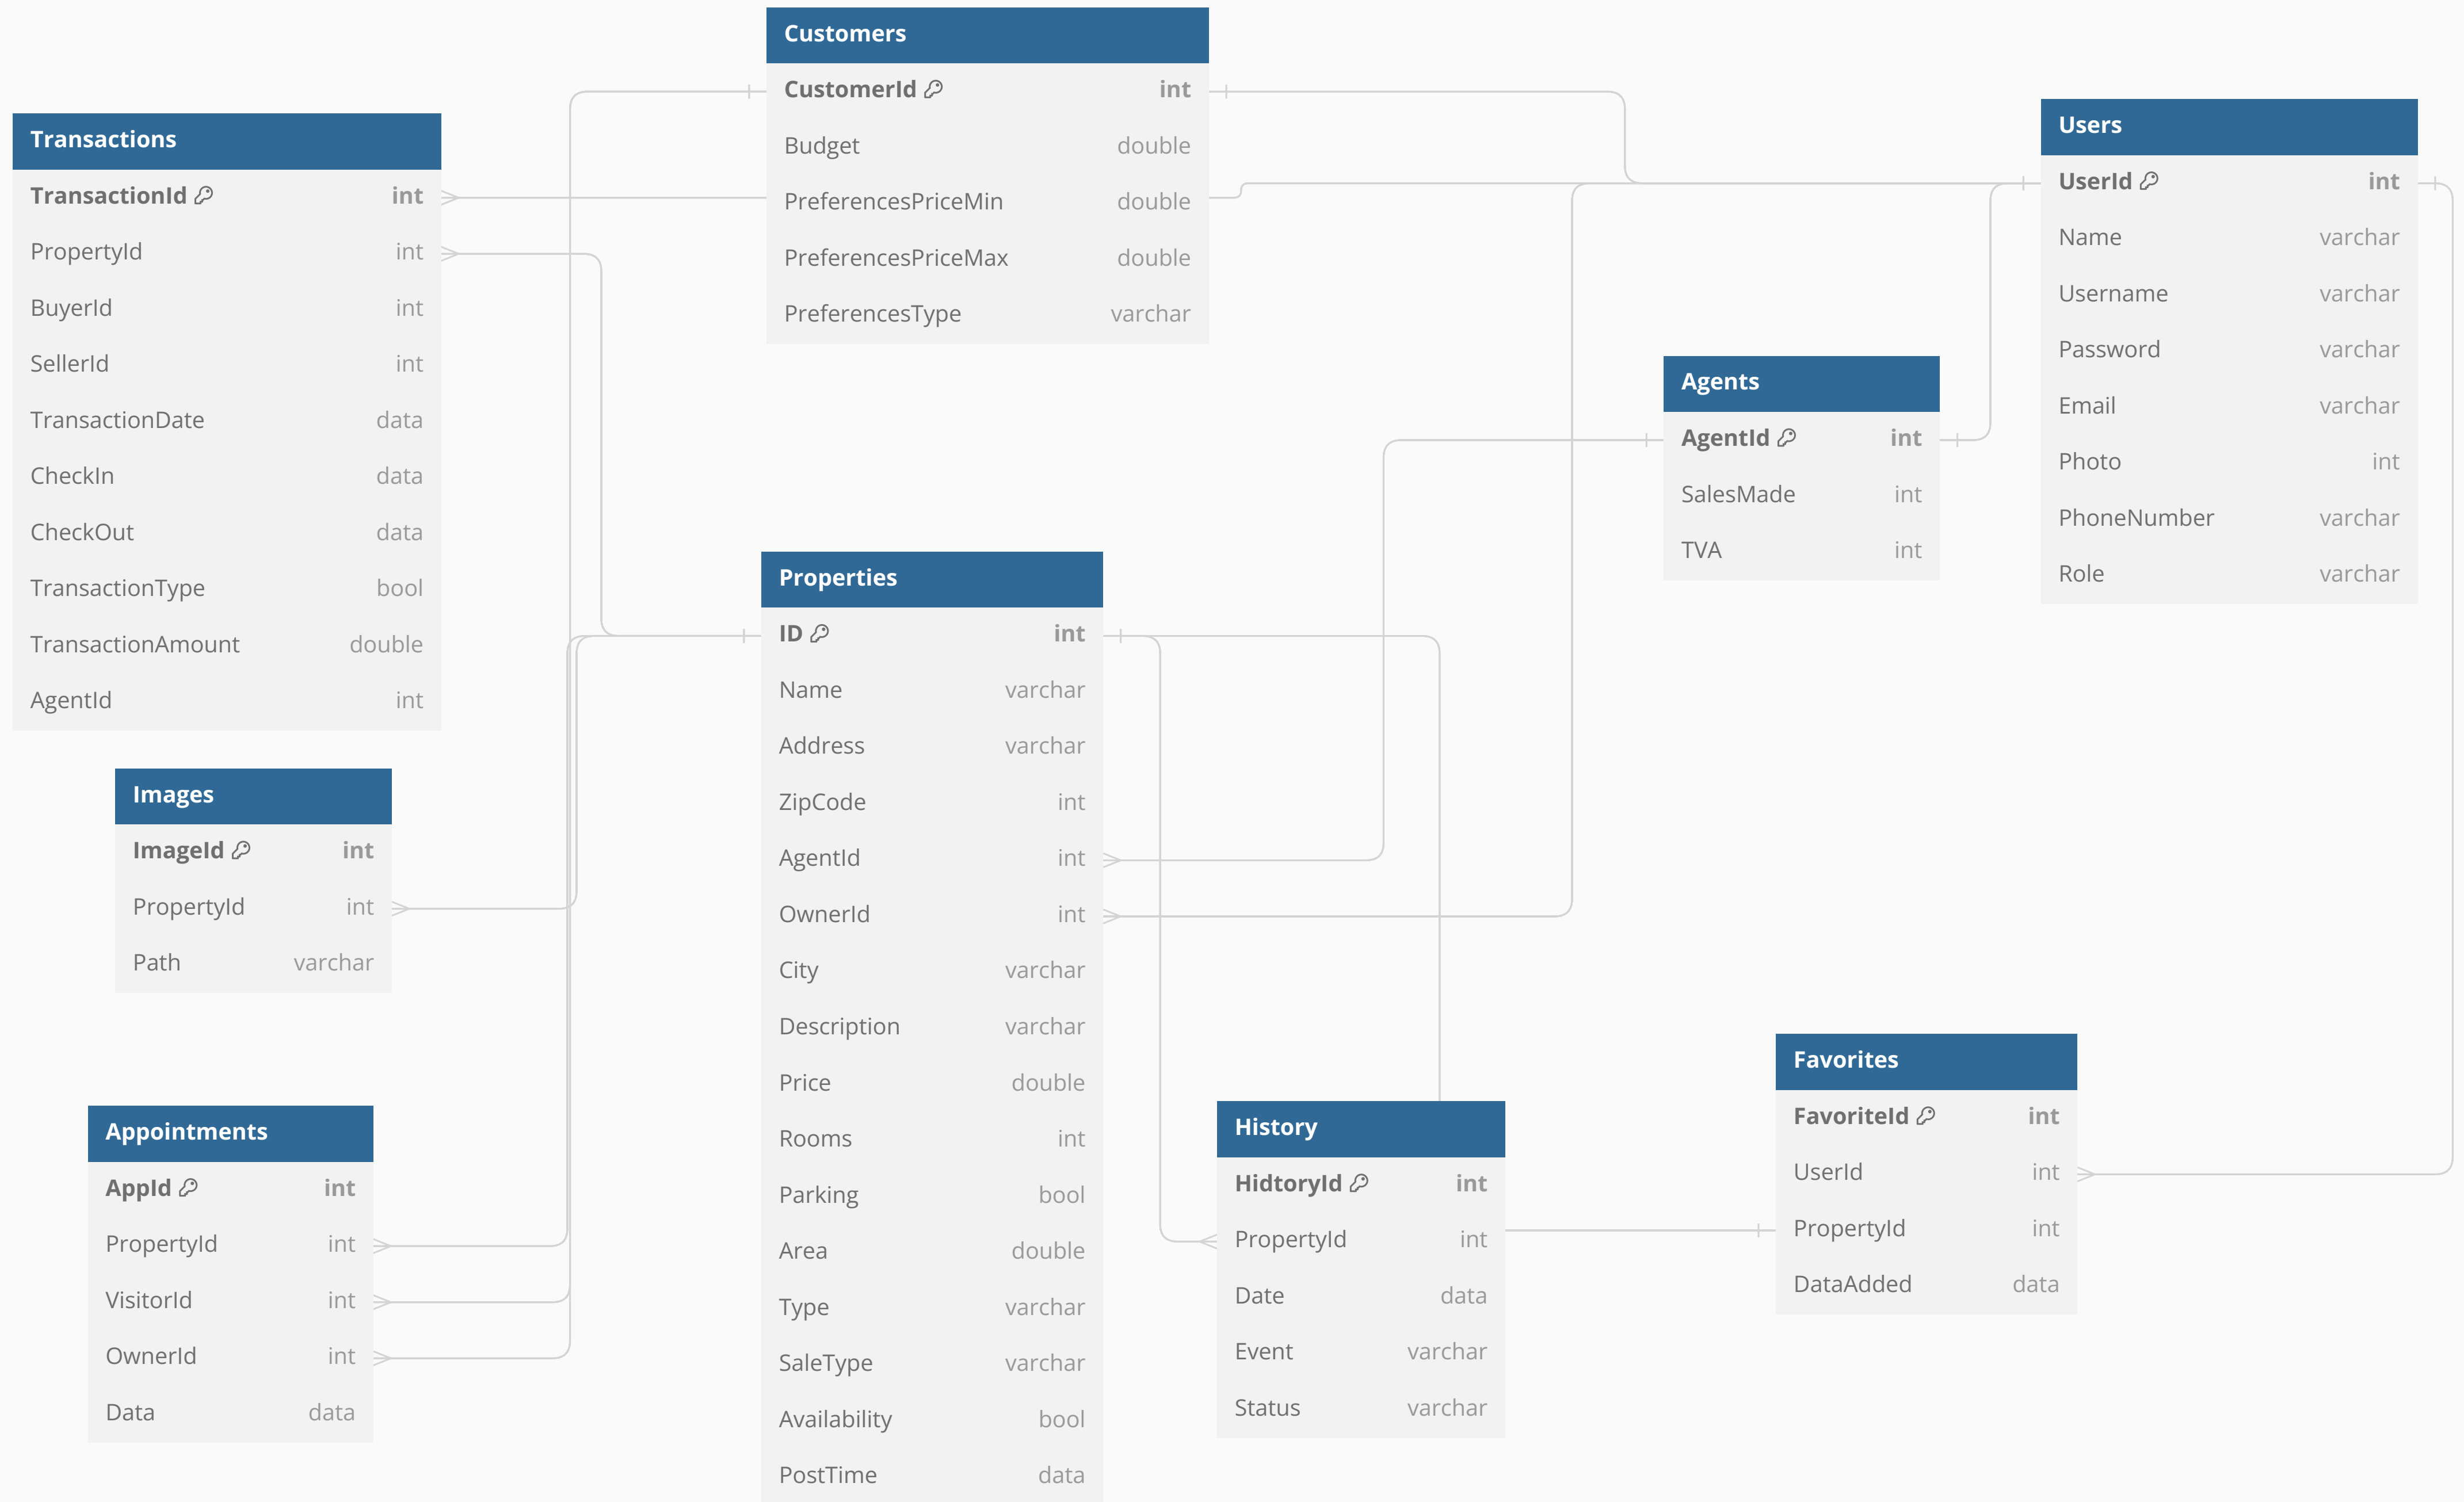 Customers
CustomerId int
Budget double
PreferencesPriceMin double
PreferencesPriceMax double
PreferencesType varchar
Transactions
TransactionId int
PropertyId int
BuyerId int
SellerId int
TransactionDate data
CheckIn data
CheckOut data
TransactionType bool
TransactionAmount double
AgentId int
Users
UserId int
Name varchar
Username varchar
Password varchar
Email varchar
Photo int
PhoneNumber varchar
Role varchar
Agents
AgentId int
SalesMade int
TVA int
Properties
ID int
Name varchar
Address varchar
ZipCode int
AgentId int
OwnerId int
City varchar
Description varchar
Price double
Rooms int
Parking bool
Area double
Type varchar
SaleType varchar
Availability bool
PostTime data
Images
ImageId int
PropertyId int
Path varchar
Appointments
AppId int
PropertyId int
VisitorId int
OwnerId int
Data data
History
HidtoryId int
PropertyId int
Date data
Event varchar
Status varchar
Favorites
FavoriteId int
UserId int
PropertyId int
DataAdded data